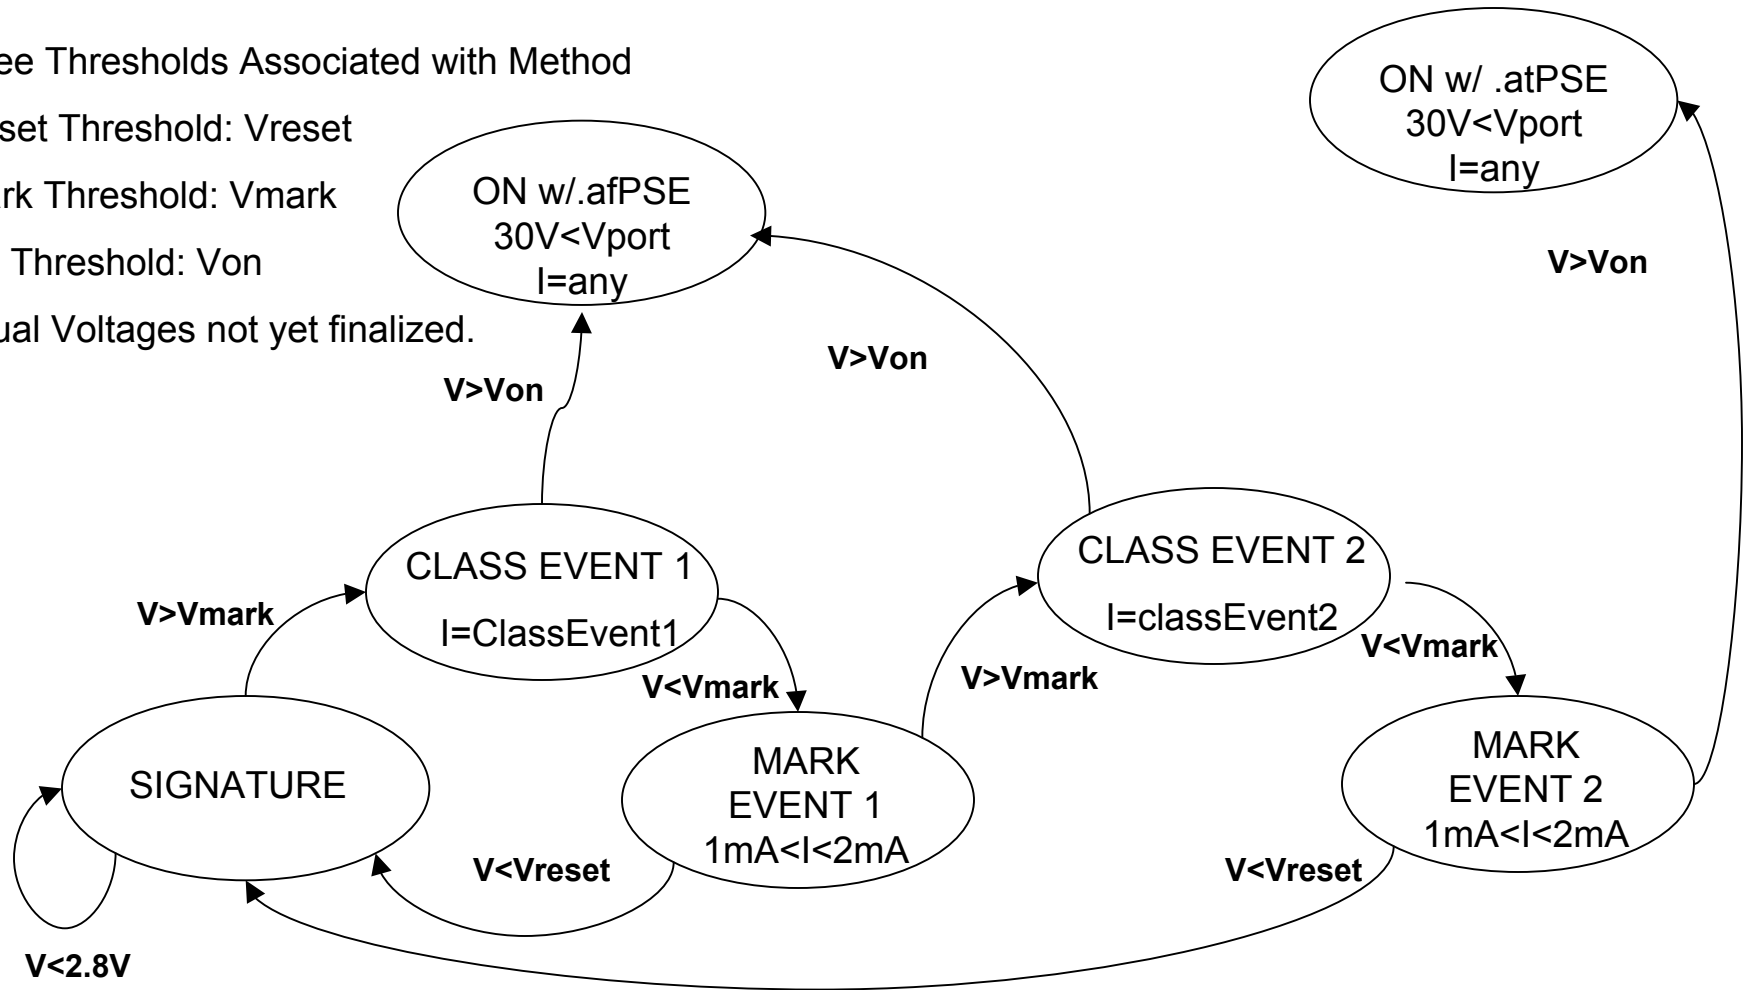 ee Thresholds Associated with Method
set Threshold: Vreset
rk Threshold: Vmark
Threshold: Von
ual Voltages not yet finalized.
ON w/.afPSE
30V<Vport
I=any
ON w/ .atPSE
30V<Vport
I=any
V>Von
V>Von
V>Von
CLASS EVENT 1
I=ClassEvent1
CLASS EVENT 2
I=classEvent2
V>Vmark
V<Vmark
V>Vmark
V<Vmark
SIGNATURE
MARK
EVENT 1
1mA<I<2mA
MARK
EVENT 2
1mA<I<2mA
V<Vreset
V<Vreset
V<2.8V